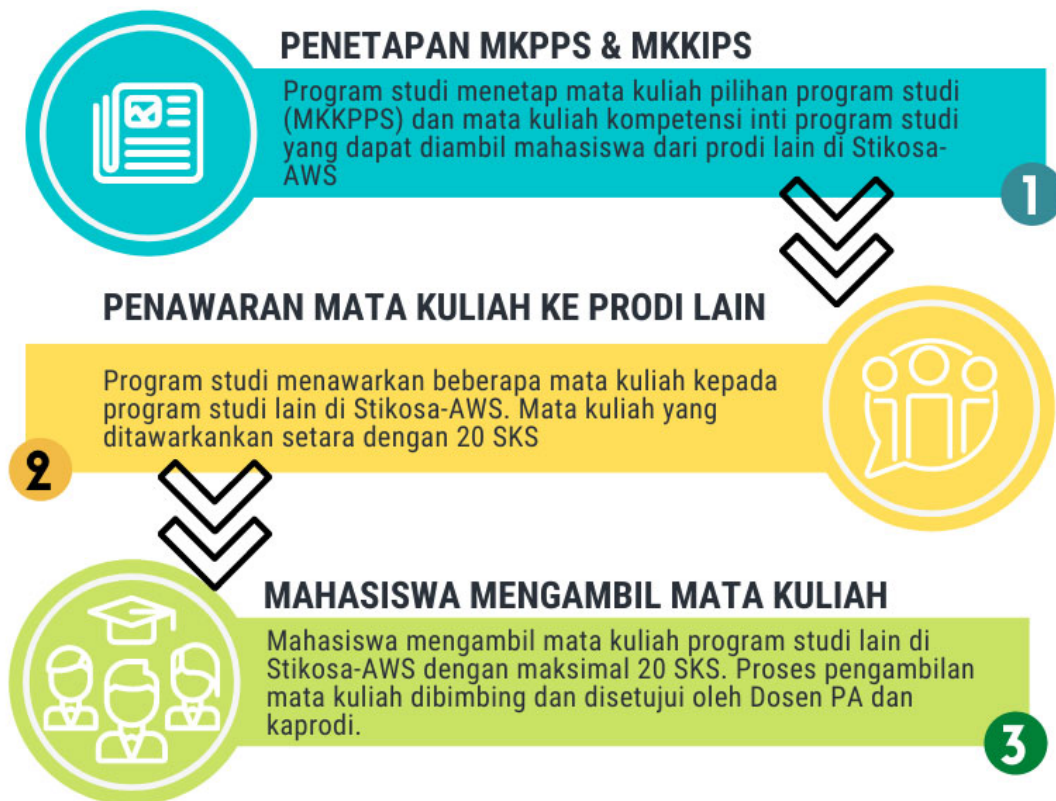 PENETAPAN MKPPS & MKKIPS
Program studi menetap mata kuliah pilihan program studi
(MKKPPS) dan mata kuliah kompetensi inti program studi
yang dapat diambil mahasiswa dari prodi lain di Stikosa-
AWS
1
PENAWARAN MATA KULIAH KE PRODI LAIN
Program studi menawarkan beberapa mata kuliah kepada
program studi lain di Stikosa-AWS. Mata kuliah yang
ditawarkankan setara dengan 20 SKS
2
MAHASISWA MENGAMBIL MATA KULIAH
Mahasiswa mengambil mata kuliah program studi lain di
Stikosa-AWS dengan maksimal 20 SKS. Proses pengambilan
mata kuliah dibimbing dan disetujui oleh Dosen PA dan
kaprodi.
3